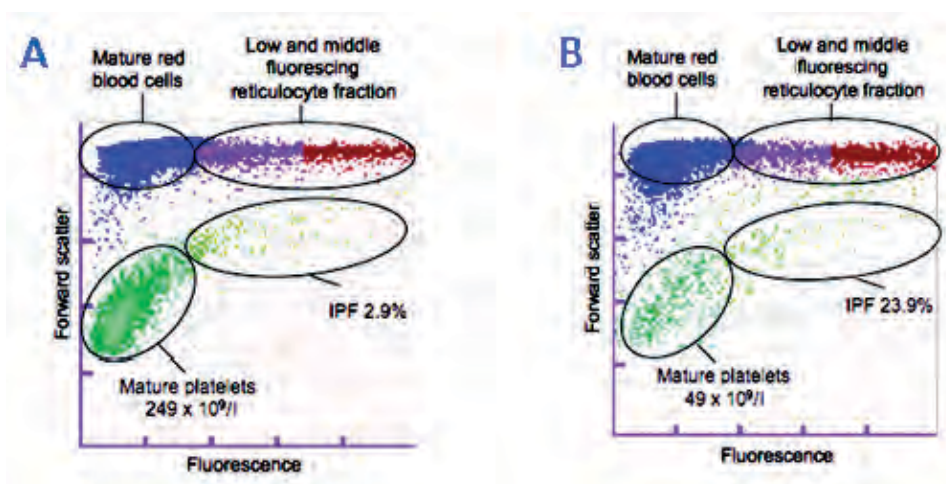 A
Mature red
blood cells
Low and middle
fluorescing
reticulocyte fraction
Forward scatter
IPF 2.9%
Mature platelets
249 x 10⁹/l
Fluorescence
B
Mature red
blood cells
Low and middle
fluorescing
reticulocyte fraction
Forward scatter
IPF 23.9%
Mature platelets
49 x 10⁹/l
Fluorescence